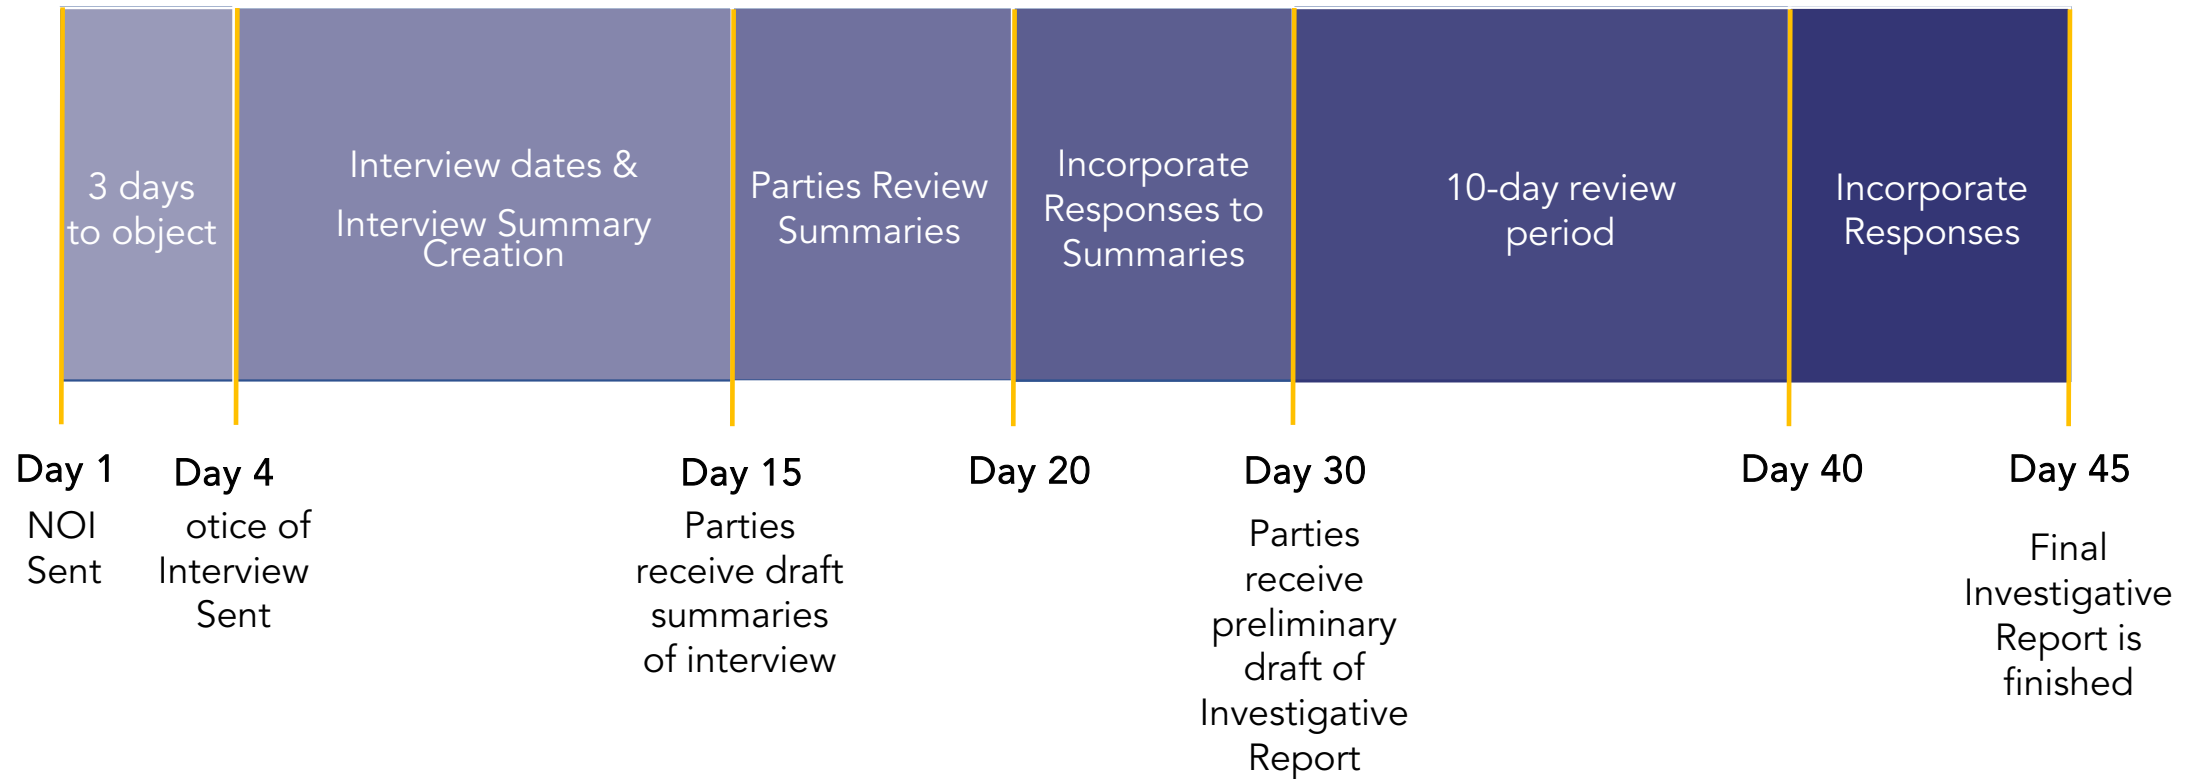 3 days
to object
Interview dates &
Interview Summary
Creation
Parties Review
Summaries
Incorporate
Responses to
Summaries
10-day review
period
Incorporate
Responses
Day 1
NOI
Sent
Day 4
otice of
Interview
Sent
Day 15
Parties
receive draft
summaries
of interview
Day 20
Day 30
Parties
receive
preliminary
draft of
Investigative
Report
Day 40
Day 45
Final
Investigative
Report is
finished